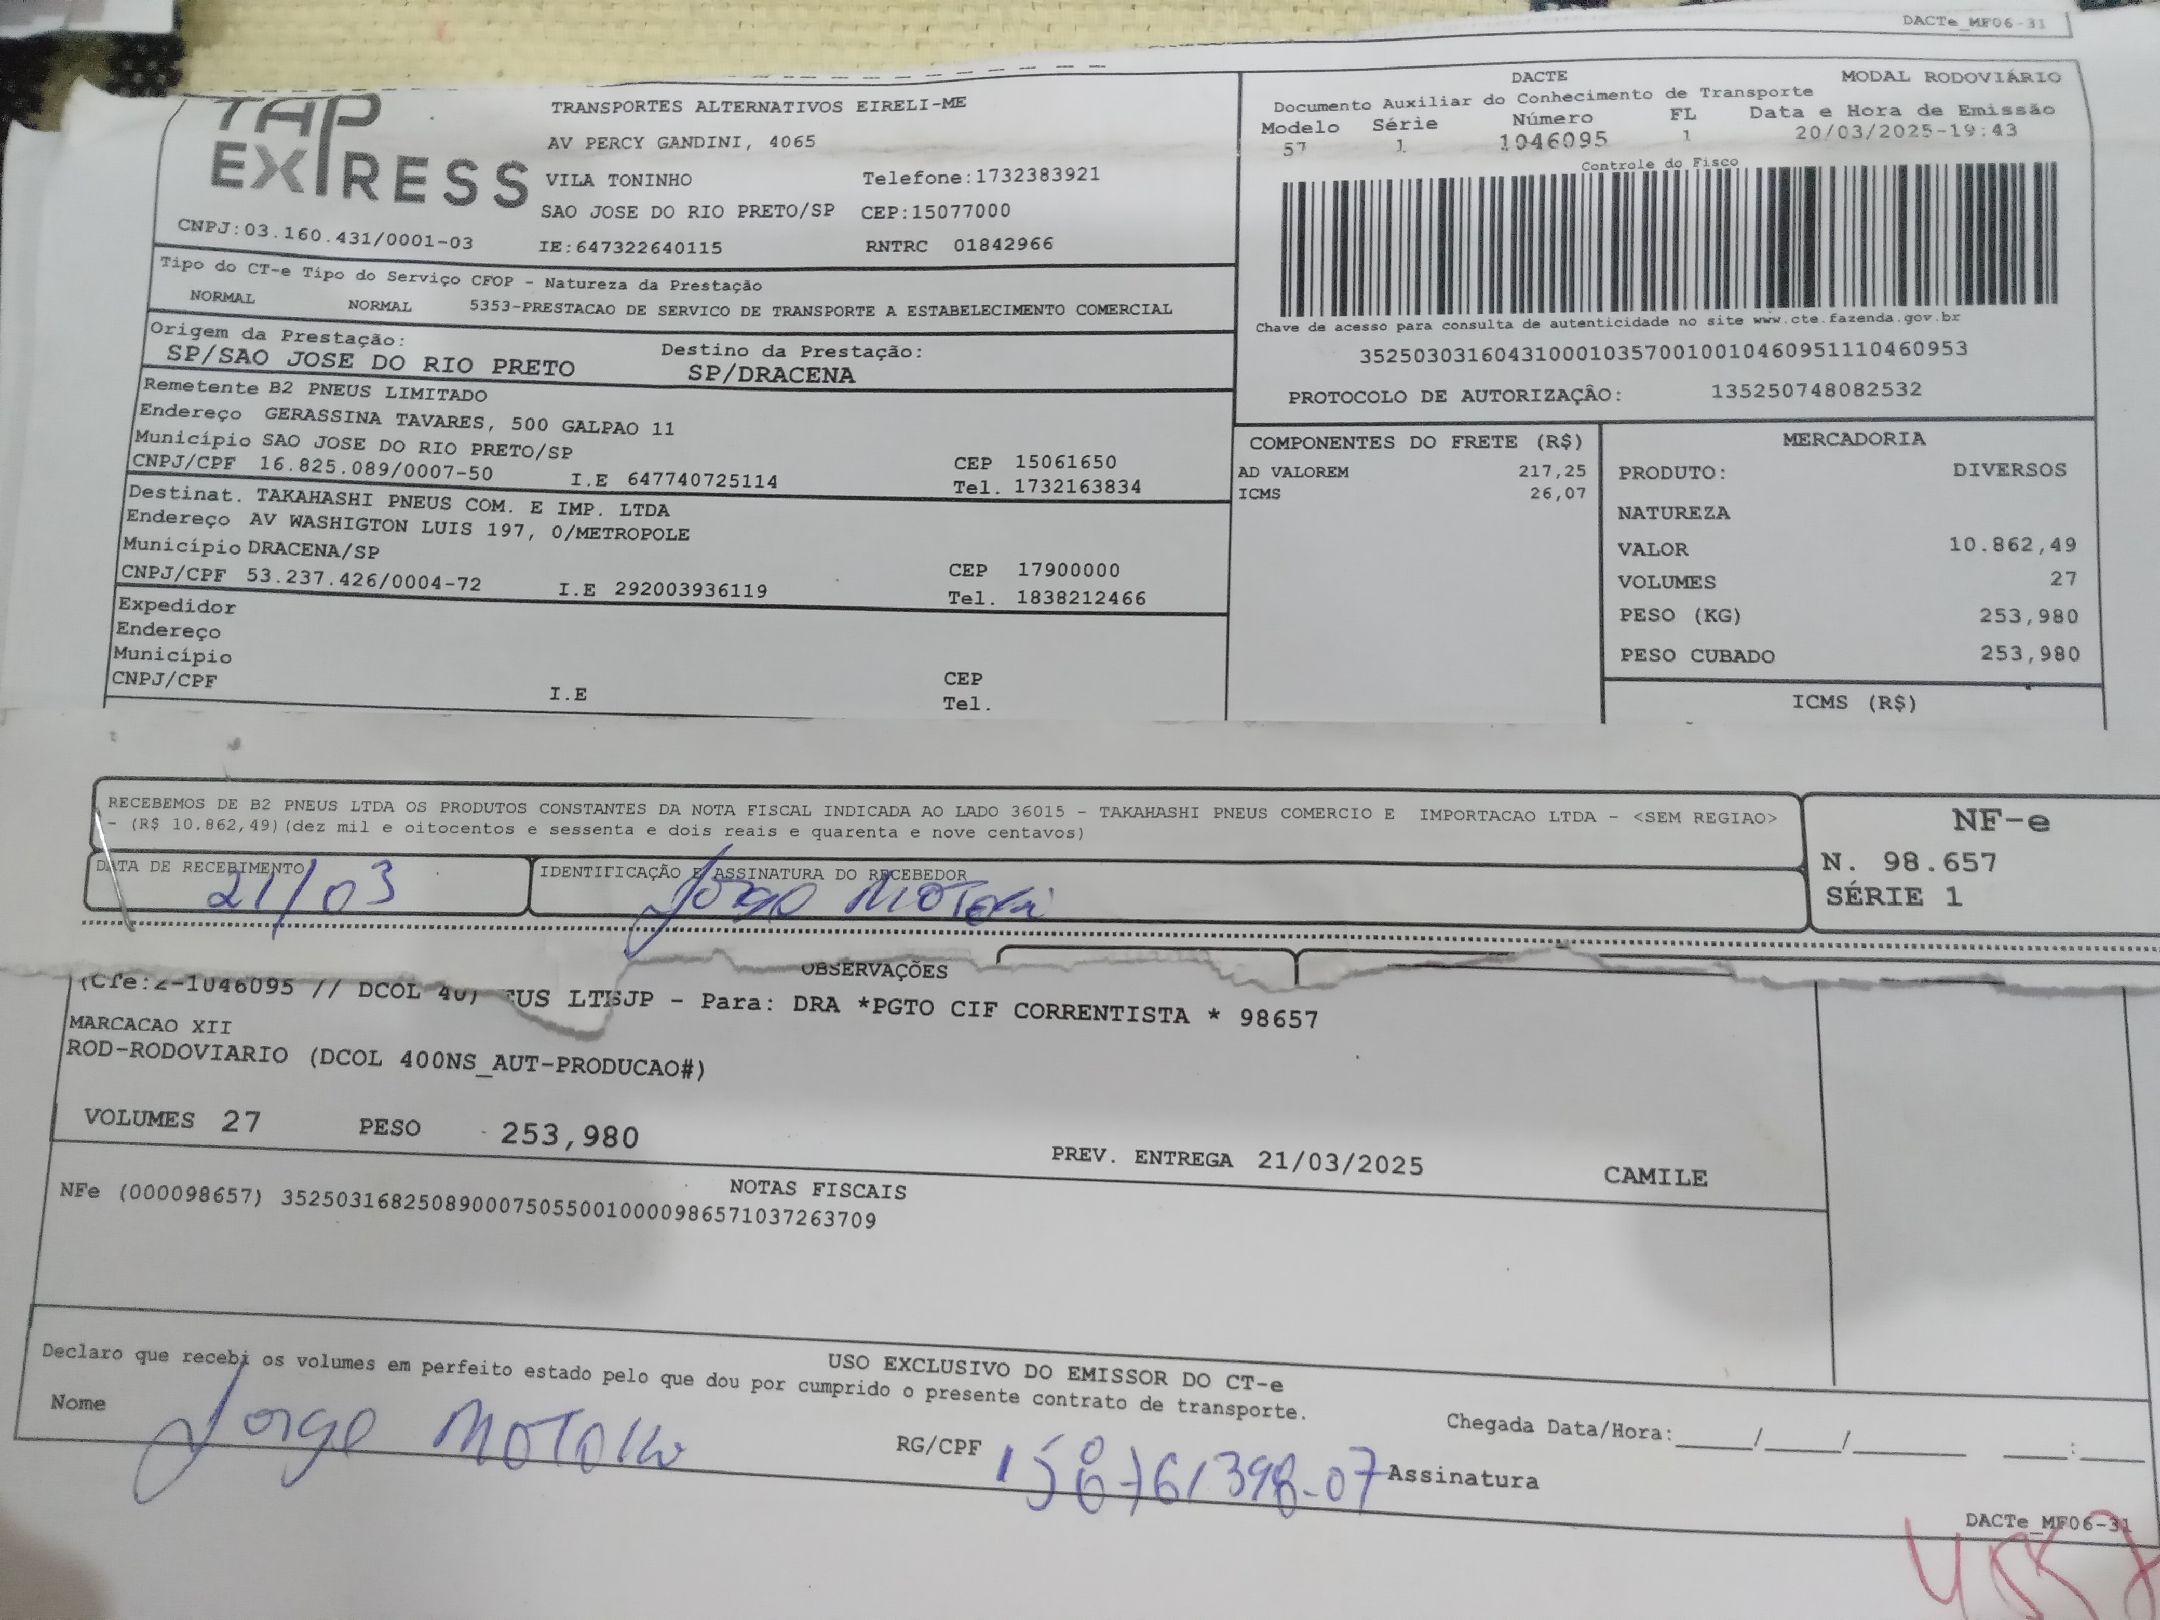 DACTe_MF06-31
TAP EXPRESS
TRANSPORTES ALTERNATIVOS EIRELI-ME
AV PERCY GANDINI, 4065
VILA TONINHO Telefone:1732383921
SAO JOSE DO RIO PRETO/SP CEP:15077000
CNPJ:03.160.431/0001-03 IE:647322640115 RNTRC 01842966
DACTE MODAL RODOVIÁRIO
Documento Auxiliar do Conhecimento de Transporte
Modelo Série Número FL Data e Hora de Emissão
57 1 1046095 1 20/03/2025-19:43
Controle do Fisco
Chave de acesso para consulta de autenticidade no site www.cte.fazenda.gov.br
35250303160431000103570010010460951110460953
PROTOCOLO DE AUTORIZAÇÂO: 135250748082532
Tipo do CT-e Tipo do Serviço CFOP - Natureza da Prestação
NORMAL NORMAL 5353-PRESTACAO DE SERVICO DE TRANSPORTE A ESTABELECIMENTO COMERCIAL
Origem da Prestação: Destino da Prestação:
SP/SAO JOSE DO RIO PRETO SP/DRACENA
Remetente B2 PNEUS LIMITADO
Endereço GERASSINA TAVARES, 500 GALPAO 11
Município SAO JOSE DO RIO PRETO/SP CEP 15061650
CNPJ/CPF 16.825.089/0007-50 I.E 647740725114 Tel. 1732163834
Destinat. TAKAHASHI PNEUS COM. E IMP. LTDA
Endereço AV WASHIGTON LUIS 197, 0/METROPOLE
Município DRACENA/SP CEP 17900000
CNPJ/CPF 53.237.426/0004-72 I.E 292003936119 Tel. 1838212466
Expedidor
Endereço
Município CEP
CNPJ/CPF I.E Tel.
COMPONENTES DO FRETE (R$)
AD VALOREM 217,25
ICMS 26,07
MERCADORIA
PRODUTO: DIVERSOS
NATUREZA
VALOR 10.862,49
VOLUMES 27
PESO (KG) 253,980
PESO CUBADO 253,980
ICMS (R$)
RECEBEMOS DE B2 PNEUS LTDA OS PRODUTOS CONSTANTES DA NOTA FISCAL INDICADA AO LADO 36015 - TAKAHASHI PNEUS COMERCIO E IMPORTACAO LTDA - <SEM REGIAO>
- (R$ 10.862,49)(dez mil e oitocentos e sessenta e dois reais e quarenta e nove centavos)
DATA DE RECEBIMENTO IDENTIFICAÇÃO E ASSINATURA DO RECEBEDOR
21/03 Jorge
NF-e
N. 98.657
SÉRIE 1
OBSERVAÇÕES
(Cfe:2-1046095 // DCOL 40) EUS LTBJP - Para: DRA *PGTO CIF CORRENTISTA * 98657
MARCACAO XII
ROD-RODOVIARIO (DCOL 400NS_AUT-PRODUCAO#)
VOLUMES 27 PESO 253,980 PREV. ENTREGA 21/03/2025 CAMILE
NOTAS FISCAIS
NFe (000098657) 35250316825089000750550010000986571037263709
USO EXCLUSIVO DO EMISSOR DO CT-e
Declaro que recebi os volumes em perfeito estado pelo que dou por cumprido o presente contrato de transporte.
Nome Jorge RG/CPF Chegada Data/Hora:_____/_____/_______ ____:_____
Assinatura
DACTe_MF06-31